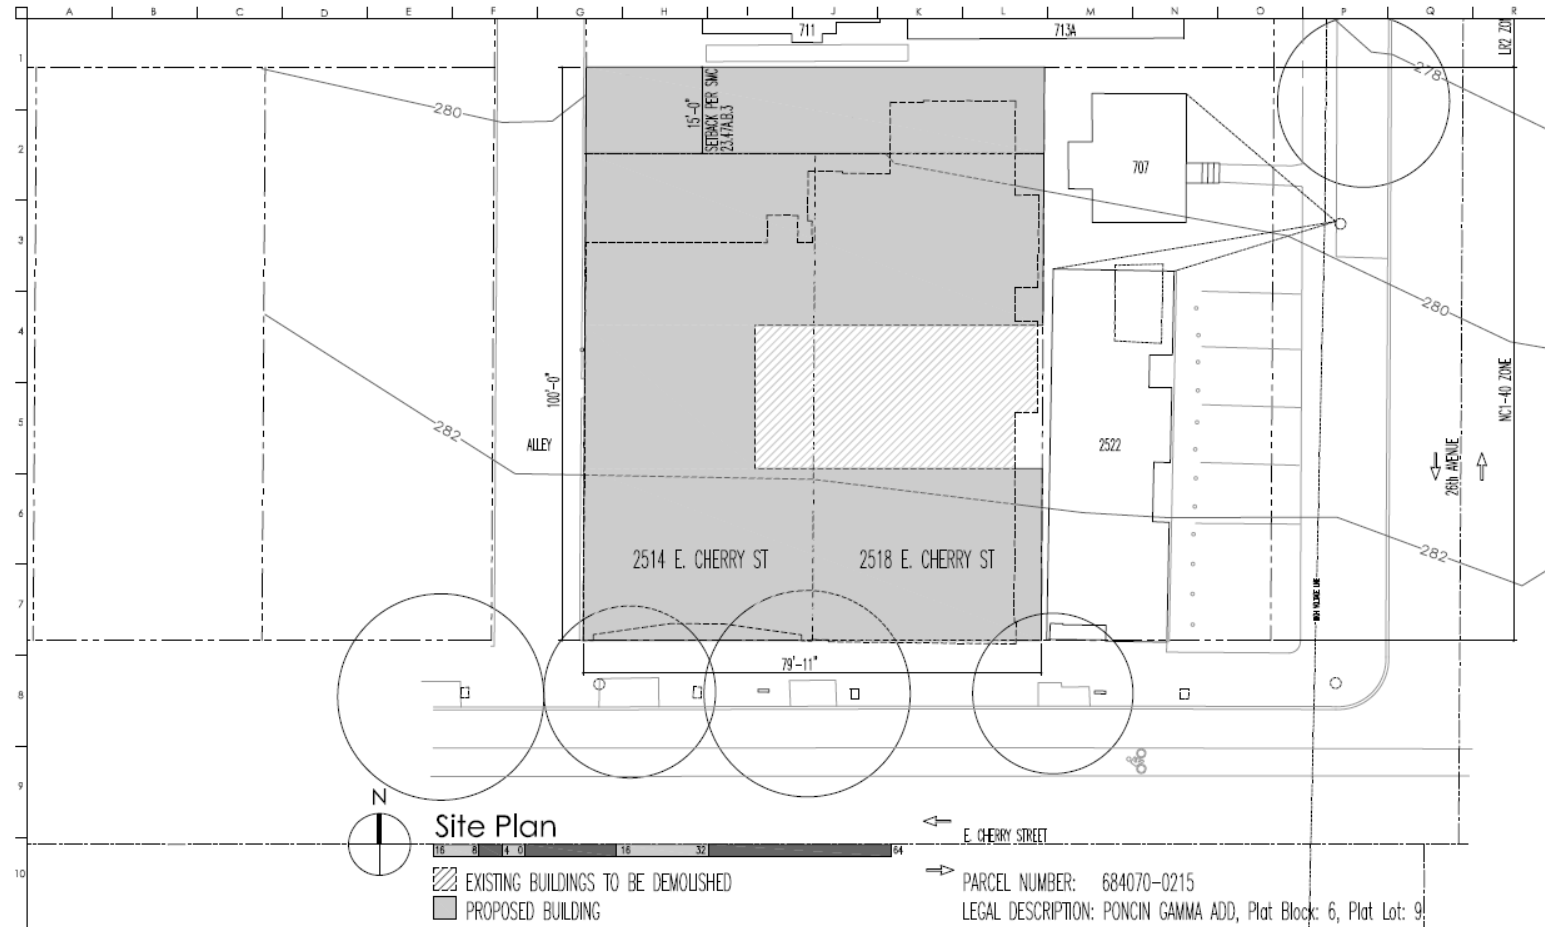 A B C D E F G H I J K L M N O P Q R
1
2
3
4
5
6
7
8
9
10
711
713A
LR2 ZON
278
280
15'-0"
SETBACK PER SMC
23.47A.B.3
707
280
NC1-40 ZONE
100'-0"
282
ALLEY
2522
26th AVENUE
282
2514 E. CHERRY ST
2518 E. CHERRY ST
HIGH VOLTAGE LINE
79'-11"
N
Site Plan
16 8 4 0 16 32 64
E. CHERRY STREET
EXISTING BUILDINGS TO BE DEMOLISHED
PROPOSED BUILDING
PARCEL NUMBER: 684070-0215
LEGAL DESCRIPTION: PONCIN GAMMA ADD, Plat Block: 6, Plat Lot: 9